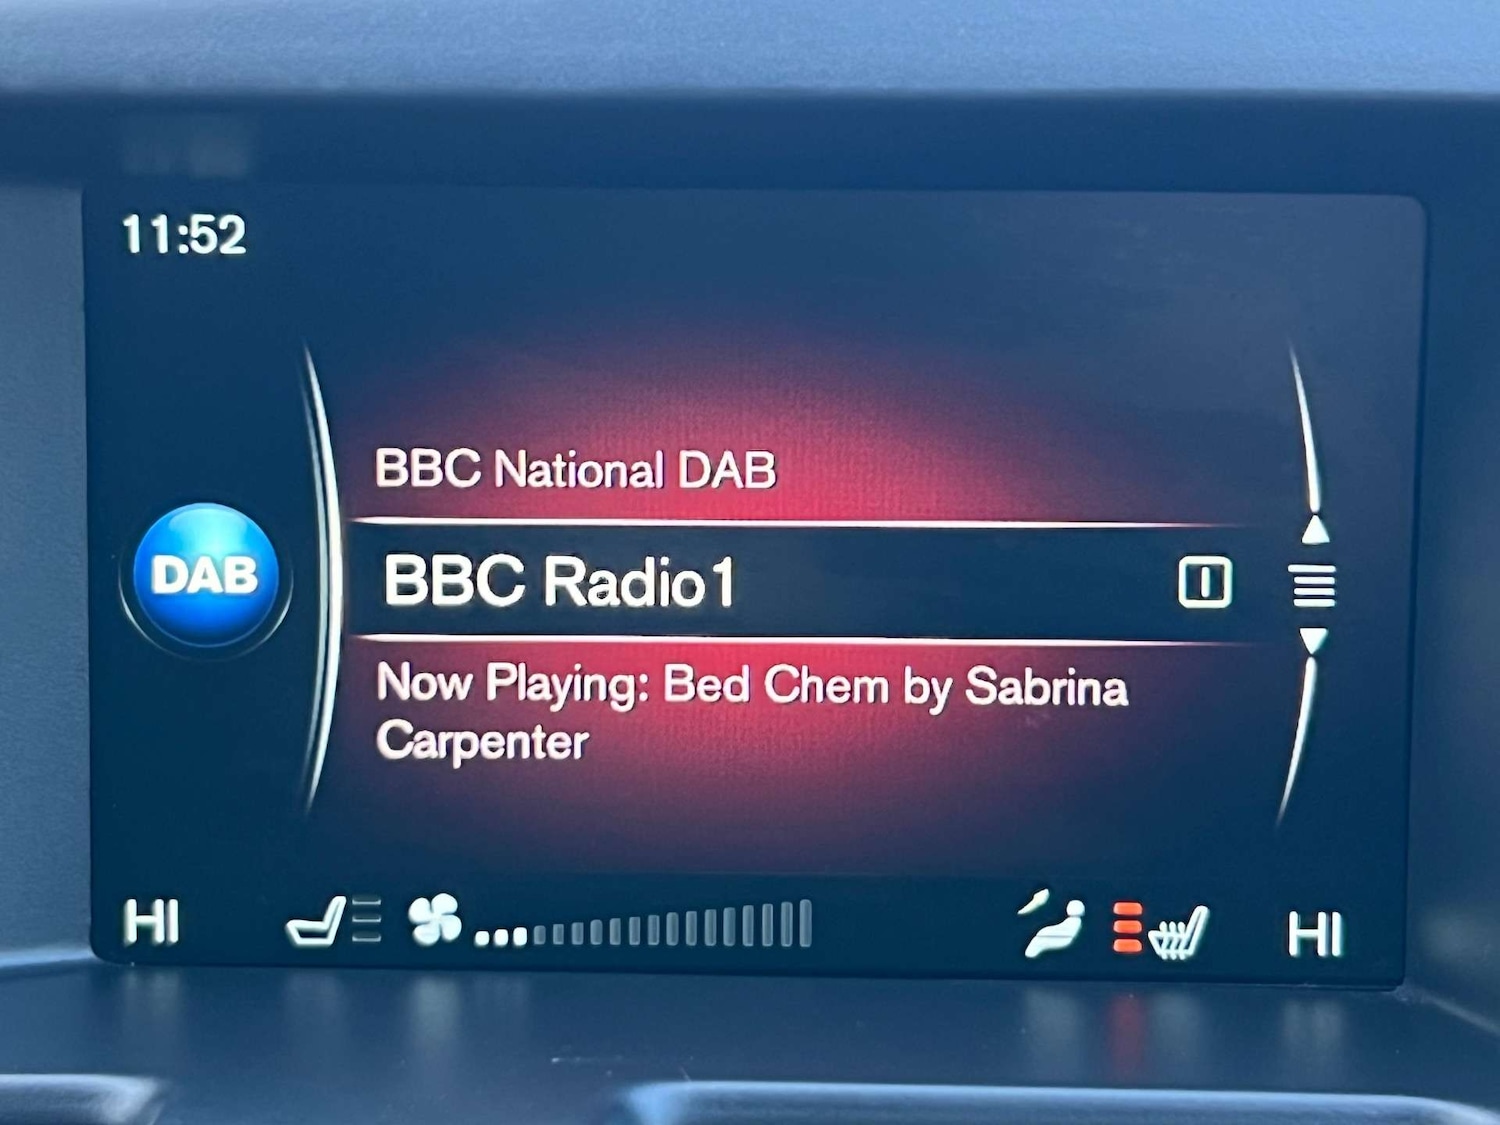 11:52
BBC National DAB
DAB
BBC Radio1
Now Playing: Bed Chem by Sabrina
Carpenter
HI
HI